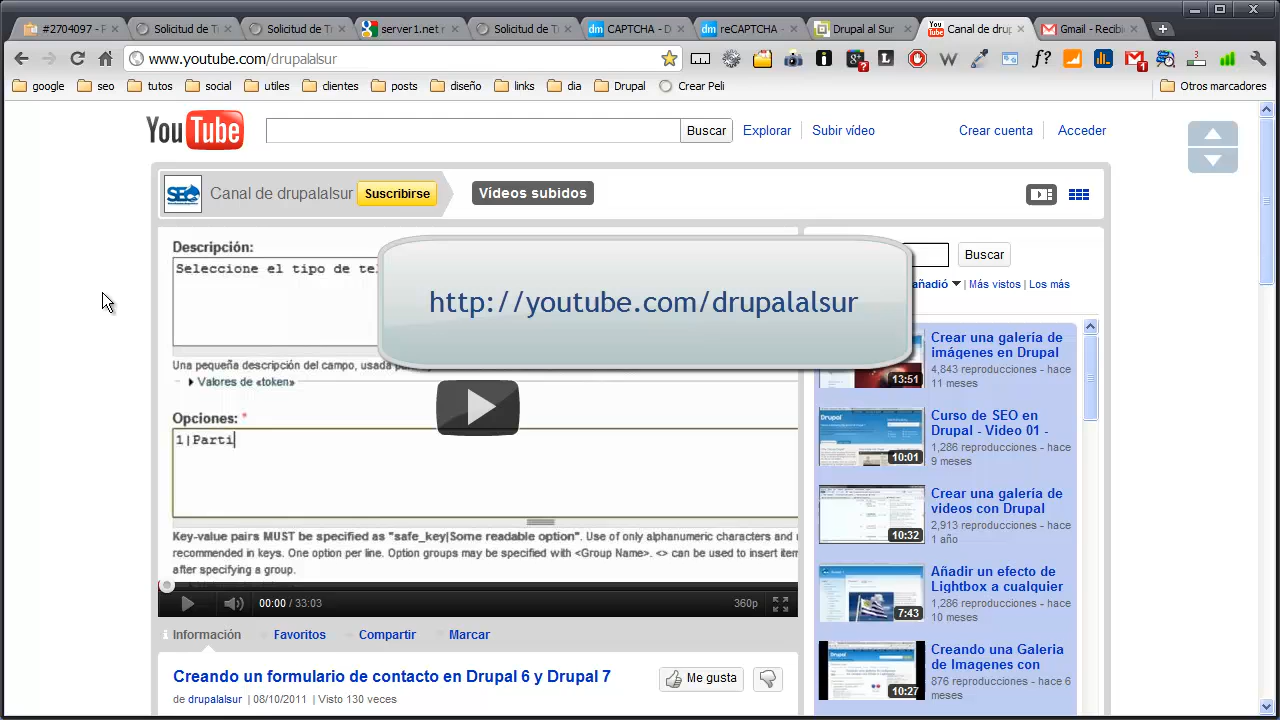 #2704097 - P
Solicitud de Ti
Solicitud de Ti
server1.net r
Solicitud de Ti
CAPTCHA - D
reCAPTCHA -
Drupal al Sur
Canal de drup
Gmail - Recibi
www.youtube.com/drupalalsur
google
seo
tutos
social
utiles
clientes
posts
diseño
links
dia
Drupal
Crear Peli
Otros marcadores
YouTube
Buscar
Explorar
Subir vídeo
Crear cuenta
Acceder
SEO
Canal de drupalalsur
Suscribirse
Vídeos subidos
Descripción:
Seleccione el tipo de te
http://youtube.com/drupalalsur
Buscar
añadió
Más vistos
Los más
Una pequeña descripción del campo, usada
Valores de «token»
Opciones: *
1|Parti
Key-value pairs MUST be specified as "safe_key|Some readable option". Use of only alphanumeric characters and
recommended in keys. One option per line. Option groups may be specified with <Group Name>. <> can be used to insert item
after specifying a group.
00:00 / 33:03
360p
Información
Favoritos
Compartir
Marcar
Creando un formulario de contacto en Drupal 6 y Drupal 7
Me gusta
de drupalalsur | 08/10/2011 | Visto 130 veces
Crear una galería de
imágenes en Drupal
4,843 reproducciones - hace
11 meses
13:51
Curso de SEO en
Drupal - Video 01 -
1,286 reproducciones - hace
9 meses
10:01
Crear una galería de
videos con Drupal
2,913 reproducciones - hace
1 año
10:32
Añadir un efecto de
Lightbox a cualquier
1,286 reproducciones - hace
10 meses
7:43
Creando una Galeria
de Imagenes con
876 reproducciones - hace 6
meses
10:27